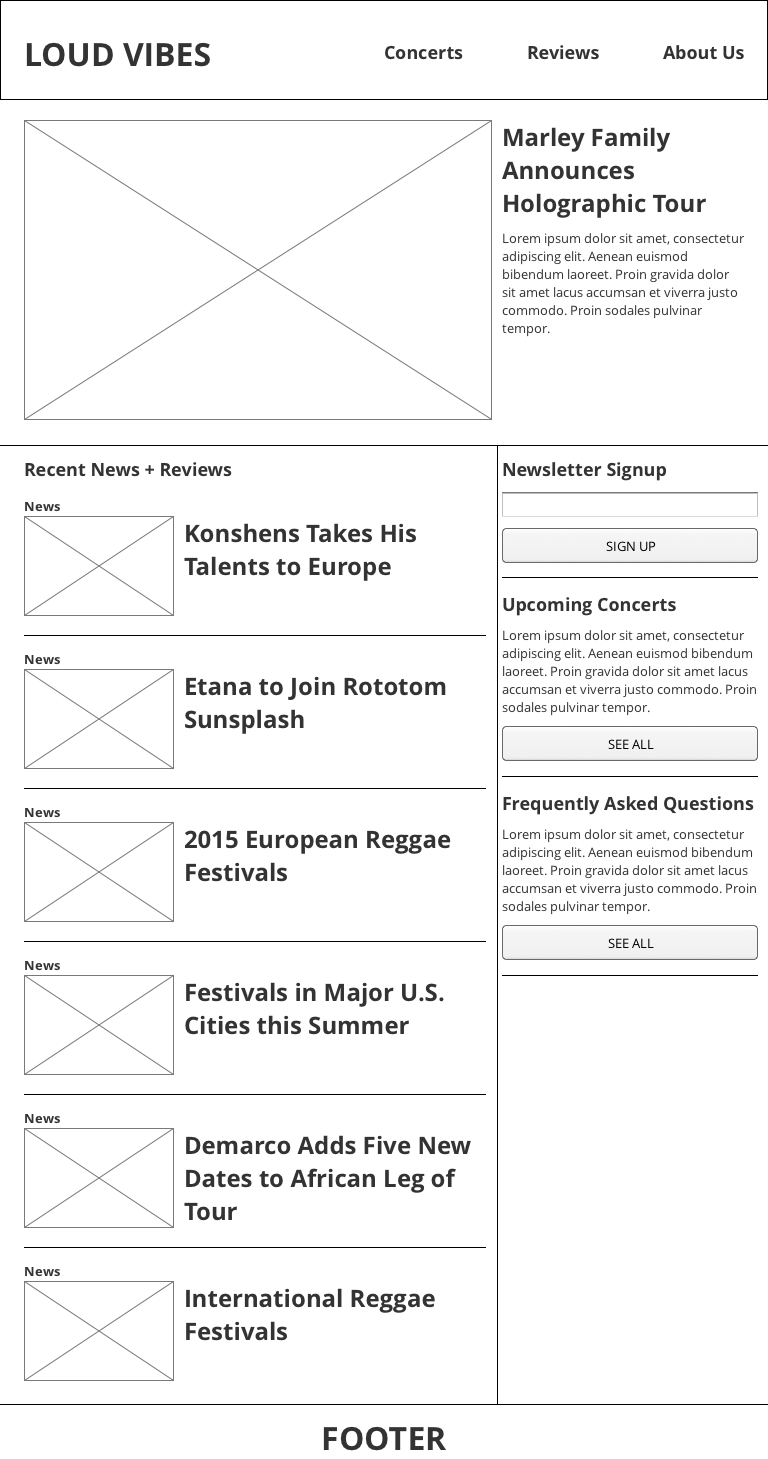 LOUD VIBES
Concerts
Reviews
About Us
Marley Family
Announces
Holographic Tour
Lorem ipsum dolor sit amet, consectetur
adipiscing elit. Aenean euismod
bibendum laoreet. Proin gravida dolor
sit amet lacus accumsan et viverra justo
commodo. Proin sodales pulvinar
tempor.
Recent News + Reviews
News
Konshens Takes His
Talents to Europe
News
Etana to Join Rototom
Sunsplash
News
2015 European Reggae
Festivals
News
Festivals in Major U.S.
Cities this Summer
News
Demarco Adds Five New
Dates to African Leg of
Tour
News
International Reggae
Festivals
Newsletter Signup
SIGN UP
Upcoming Concerts
Lorem ipsum dolor sit amet, consectetur
adipiscing elit. Aenean euismod bibendum
laoreet. Proin gravida dolor sit amet lacus
accumsan et viverra justo commodo. Proin
sodales pulvinar tempor.
SEE ALL
Frequently Asked Questions
Lorem ipsum dolor sit amet, consectetur
adipiscing elit. Aenean euismod bibendum
laoreet. Proin gravida dolor sit amet lacus
accumsan et viverra justo commodo. Proin
sodales pulvinar tempor.
SEE ALL
FOOTER